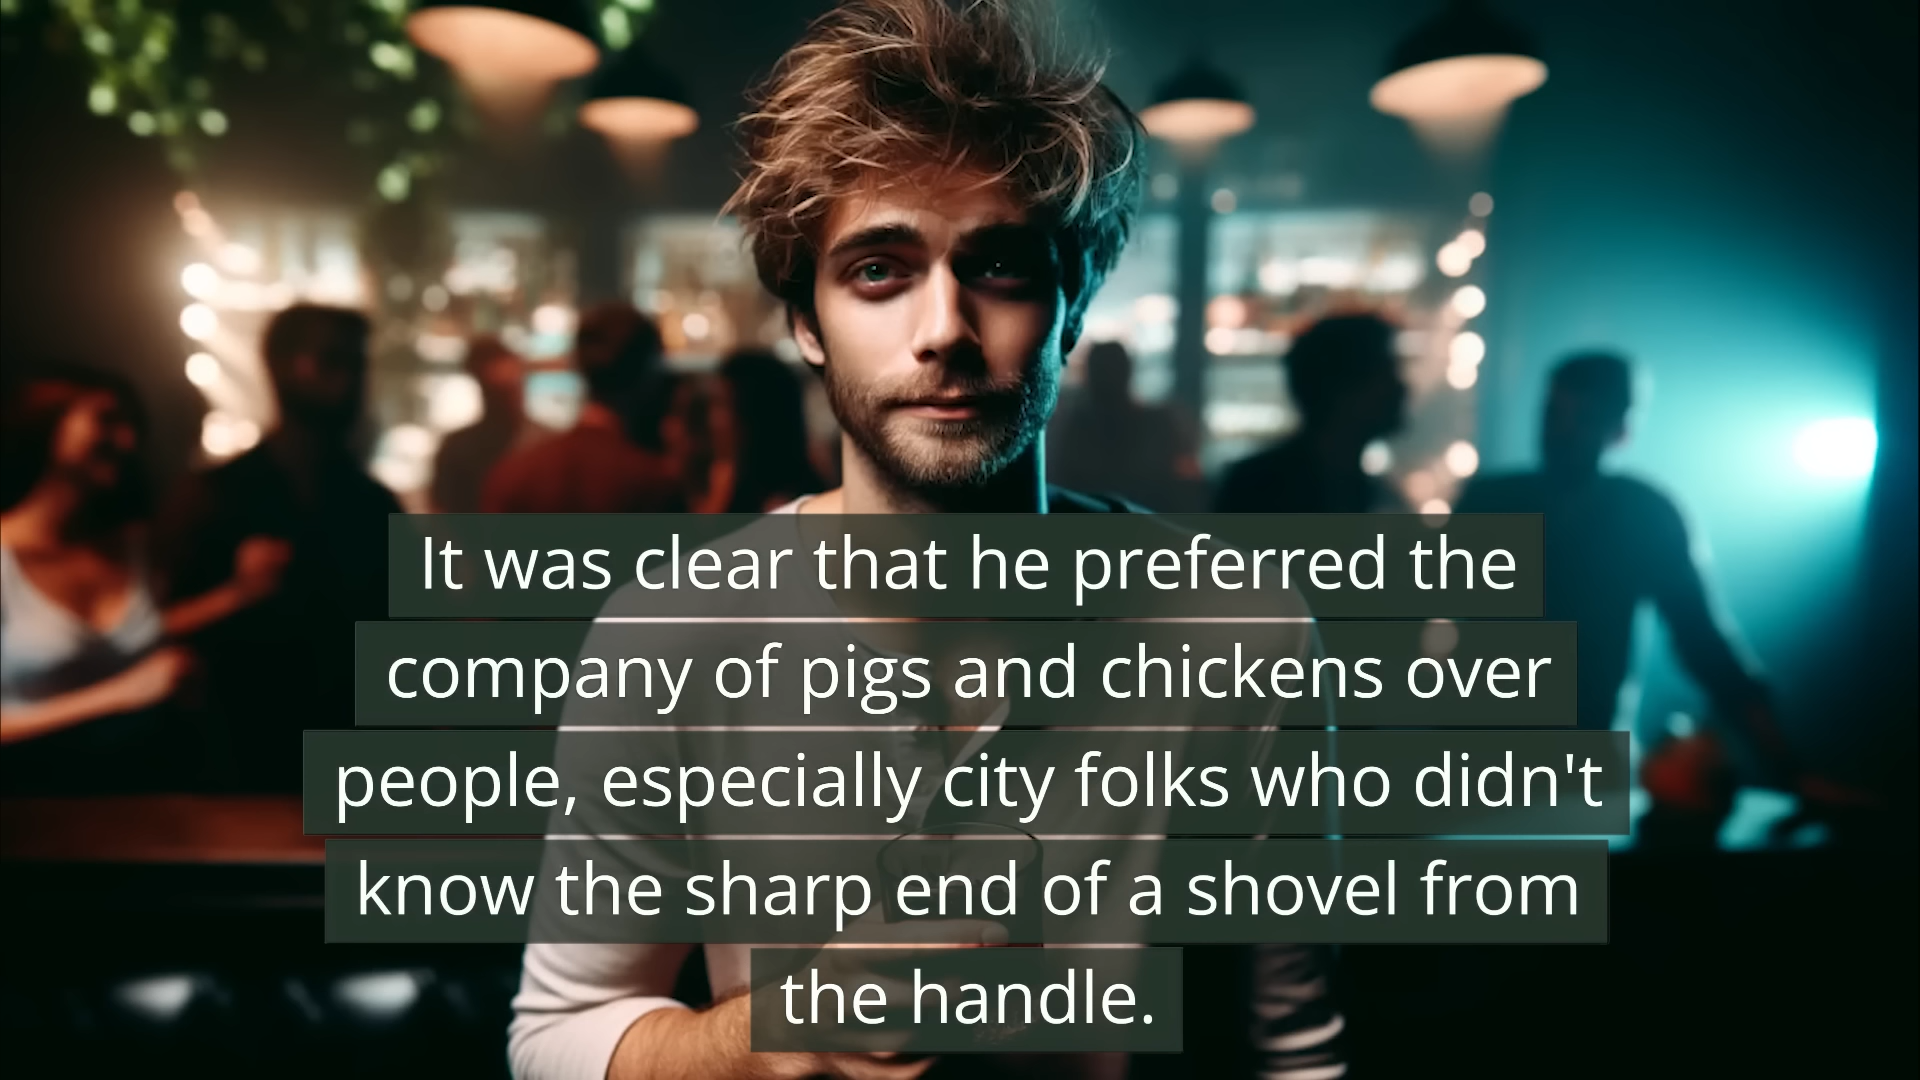 It was clear that he preferred the
company of pigs and chickens over
people, especially city folks who didn't
know the sharp end of a shovel from
the handle.